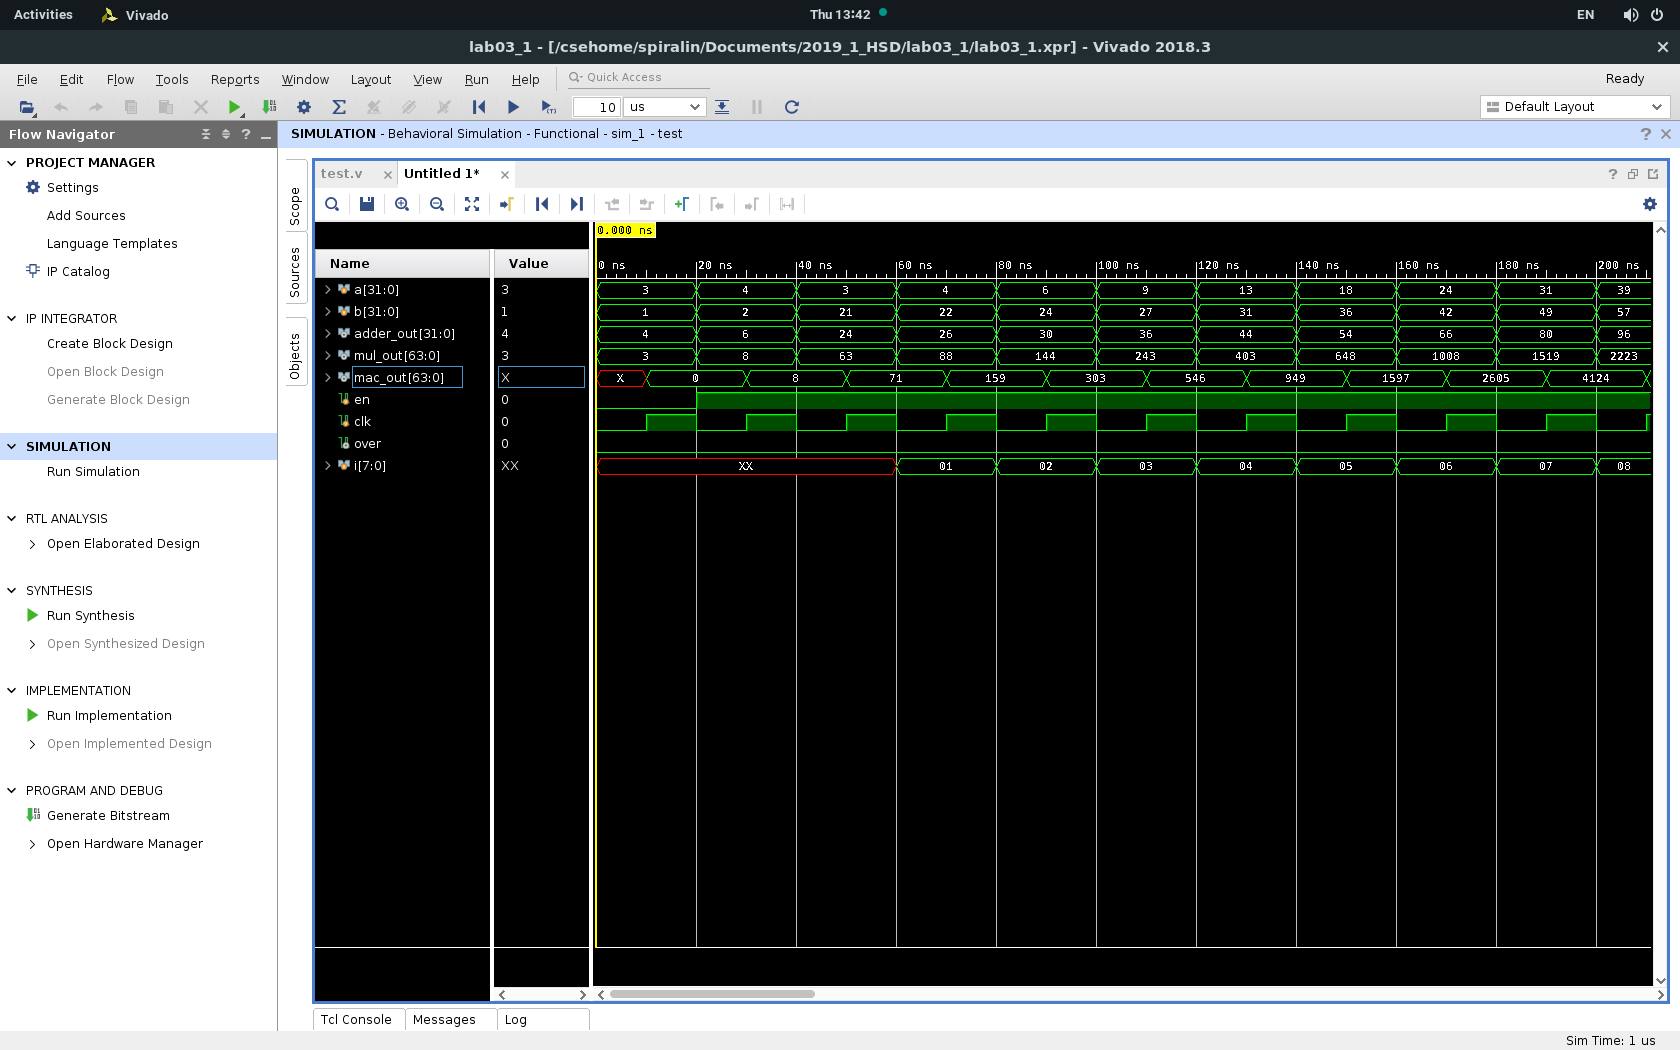 Activities Vivado Thu 13:42 EN
lab03_1 - [/csehome/spiralin/Documents/2019_1_HSD/lab03_1/lab03_1.xpr] - Vivado 2018.3
File Edit Flow Tools Reports Window Layout View Run Help Quick Access Ready
10 us Default Layout
Flow Navigator
SIMULATION - Behavioral Simulation - Functional - sim_1 - test
PROJECT MANAGER
Settings
Add Sources
Language Templates
IP Catalog
IP INTEGRATOR
Create Block Design
Open Block Design
Generate Block Design
SIMULATION
Run Simulation
RTL ANALYSIS
Open Elaborated Design
SYNTHESIS
Run Synthesis
Open Synthesized Design
IMPLEMENTATION
Run Implementation
Open Implemented Design
PROGRAM AND DEBUG
Generate Bitstream
Open Hardware Manager
Scope
Sources
Objects
test.v Untitled 1*
0.000 ns
Name Value 0 ns 20 ns 40 ns 60 ns 80 ns 100 ns 120 ns 140 ns 160 ns 180 ns 200 ns
a[31:0] 3 3 4 3 4 6 9 13 18 24 31 39
b[31:0] 1 1 2 21 22 24 27 31 36 42 49 57
adder_out[31:0] 4 4 6 24 26 30 36 44 54 66 80 96
mul_out[63:0] 3 3 8 63 88 144 243 403 648 1008 1519 2223
mac_out[63:0] X X 0 8 71 159 303 546 949 1597 2605 4124
en 0
clk 0
over 0
i[7:0] XX XX 01 02 03 04 05 06 07 08
Tcl Console Messages Log
Sim Time: 1 us